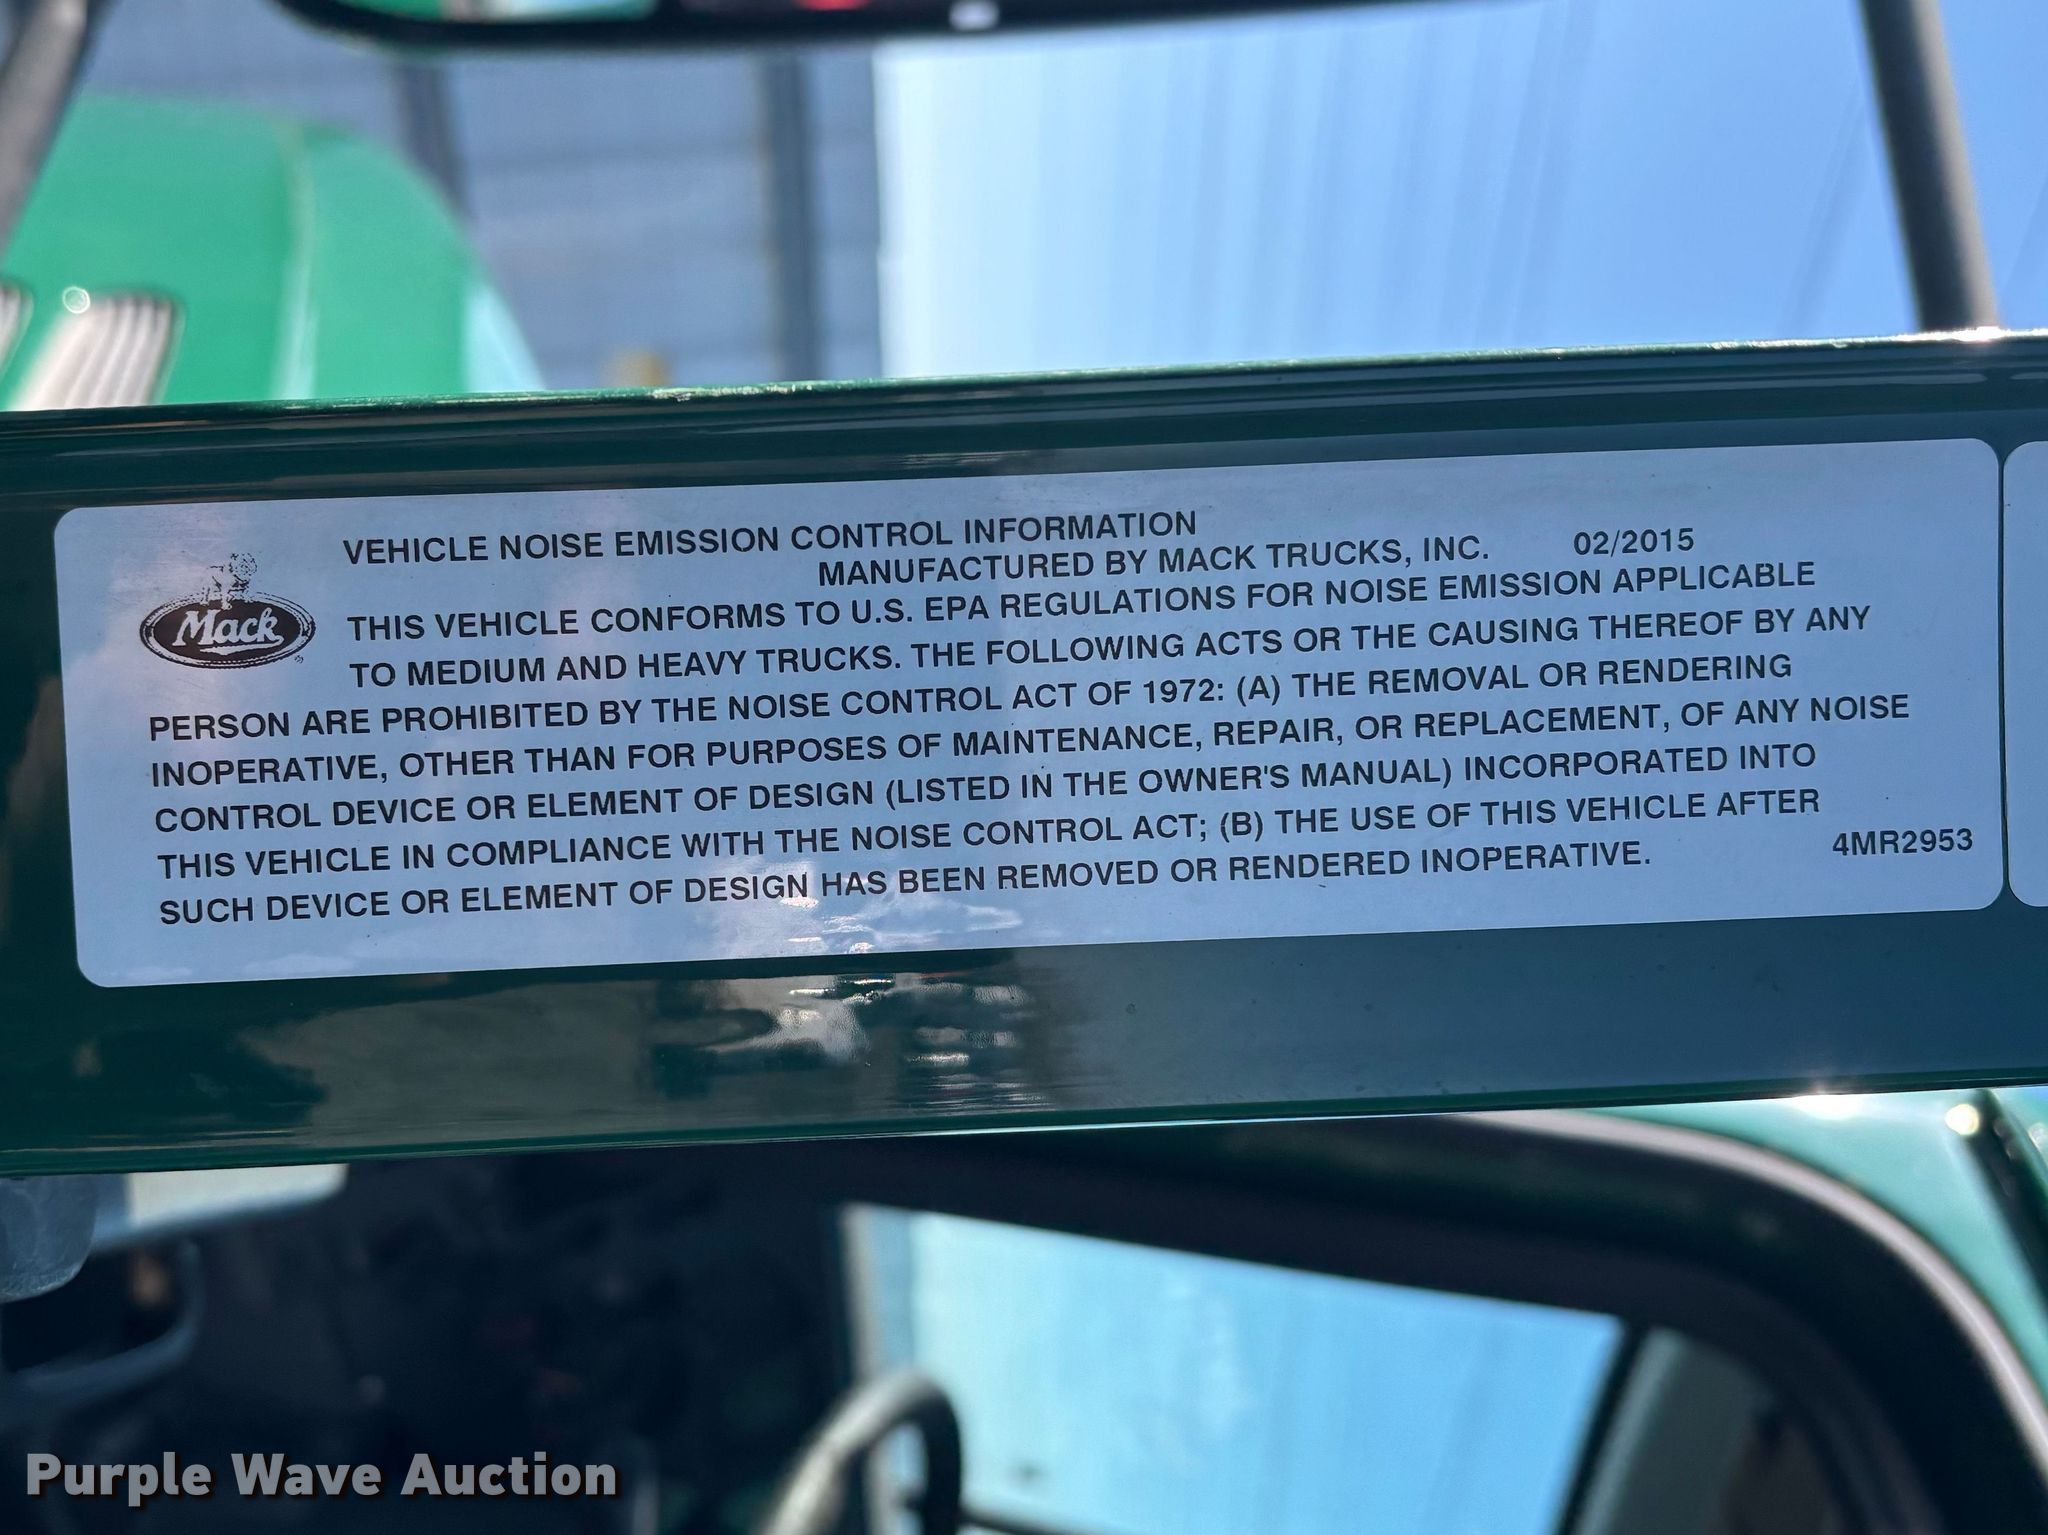 VEHICLE NOISE EMISSION CONTROL INFORMATION
MANUFACTURED BY MACK TRUCKS, INC. 02/2015
Mack
THIS VEHICLE CONFORMS TO U.S. EPA REGULATIONS FOR NOISE EMISSION APPLICABLE
TO MEDIUM AND HEAVY TRUCKS. THE FOLLOWING ACTS OR THE CAUSING THEREOF BY ANY
PERSON ARE PROHIBITED BY THE NOISE CONTROL ACT OF 1972: (A) THE REMOVAL OR RENDERING
INOPERATIVE, OTHER THAN FOR PURPOSES OF MAINTENANCE, REPAIR, OR REPLACEMENT, OF ANY NOISE
CONTROL DEVICE OR ELEMENT OF DESIGN (LISTED IN THE OWNER'S MANUAL) INCORPORATED INTO
THIS VEHICLE IN COMPLIANCE WITH THE NOISE CONTROL ACT; (B) THE USE OF THIS VEHICLE AFTER
SUCH DEVICE OR ELEMENT OF DESIGN HAS BEEN REMOVED OR RENDERED INOPERATIVE. 4MR2953
Purple Wave Auction